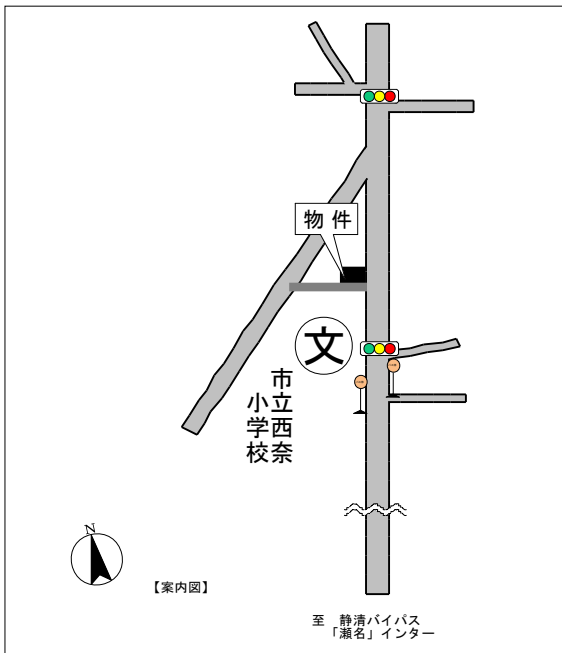 物件
文
市立西奈
小学校
N
【案内図】
至　静清バイパス
「瀬名」インター